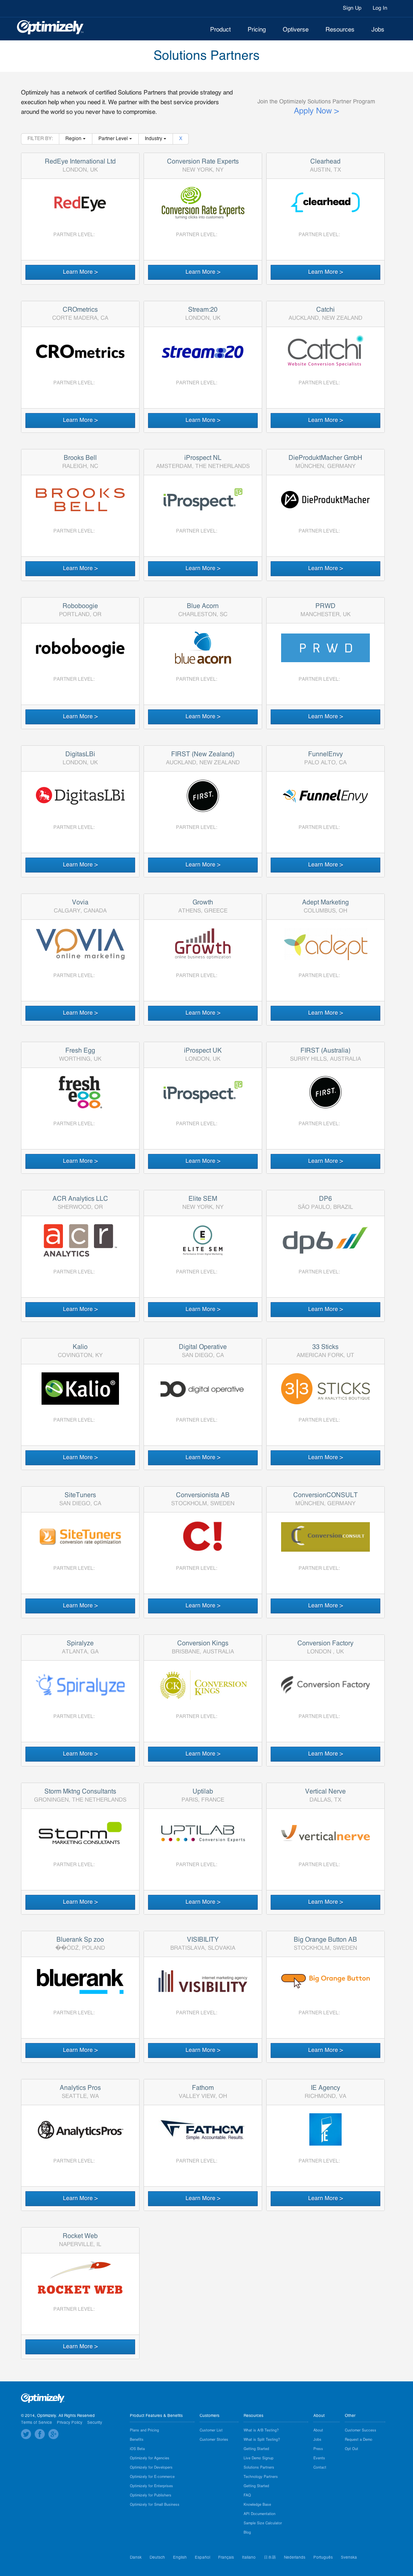 Sign Up Log In
Optimizely
Product Pricing Optiverse Resources Jobs
Solutions Partners
Optimizely has a network of certified Solutions Partners that provide strategy and
execution help when you need it. We partner with the best service providers
around the world so you never have to compromise.
Join the Optimizely Solutions Partner Program
Apply Now >
FILTER BY: Region Partner Level Industry X
RedEye International Ltd
LONDON, UK
RedEye
PARTNER LEVEL:
Learn More >
Conversion Rate Experts
NEW YORK, NY
Conversion Rate Experts
turning clicks into customers
PARTNER LEVEL:
Learn More >
Clearhead
AUSTIN, TX
{clearhead}
PARTNER LEVEL:
Learn More >
CROmetrics
CORTE MADERA, CA
CROmetrics
PARTNER LEVEL:
Learn More >
Stream:20
LONDON, UK
stream:20
PARTNER LEVEL:
Learn More >
Catchi
AUCKLAND, NEW ZEALAND
Catchi
Website Conversion Specialists
PARTNER LEVEL:
Learn More >
Brooks Bell
RALEIGH, NC
BROOKS
BELL
PARTNER LEVEL:
Learn More >
iProspect NL
AMSTERDAM, THE NETHERLANDS
iProspect
PARTNER LEVEL:
Learn More >
DieProduktMacher GmbH
MÜNCHEN, GERMANY
DieProduktMacher
PARTNER LEVEL:
Learn More >
Roboboogie
PORTLAND, OR
roboboogie
PARTNER LEVEL:
Learn More >
Blue Acorn
CHARLESTON, SC
blue acorn
PARTNER LEVEL:
Learn More >
PRWD
MANCHESTER, UK
PRWD
PARTNER LEVEL:
Learn More >
DigitasLBi
LONDON, UK
DigitasLBi
PARTNER LEVEL:
Learn More >
FIRST (New Zealand)
AUCKLAND, NEW ZEALAND
FIRST.
PARTNER LEVEL:
Learn More >
FunnelEnvy
PALO ALTO, CA
FunnelEnvy
PARTNER LEVEL:
Learn More >
Vovia
CALGARY, CANADA
VOVIA
online marketing
PARTNER LEVEL:
Learn More >
Growth
ATHENS, GREECE
Growth
online business optimization
PARTNER LEVEL:
Learn More >
Adept Marketing
COLUMBUS, OH
adept
PARTNER LEVEL:
Learn More >
Fresh Egg
WORTHING, UK
fresh
egg
PARTNER LEVEL:
Learn More >
iProspect UK
LONDON, UK
iProspect
PARTNER LEVEL:
Learn More >
FIRST (Australia)
SURRY HILLS, AUSTRALIA
FIRST.
PARTNER LEVEL:
Learn More >
ACR Analytics LLC
SHERWOOD, OR
acr
ANALYTICS
PARTNER LEVEL:
Learn More >
Elite SEM
NEW YORK, NY
E
ELITE SEM
PARTNER LEVEL:
Learn More >
DP6
SÃO PAULO, BRAZIL
dp6
PARTNER LEVEL:
Learn More >
Kalio
COVINGTON, KY
Kalio®
PARTNER LEVEL:
Learn More >
Digital Operative
SAN DIEGO, CA
digital operative
PARTNER LEVEL:
Learn More >
33 Sticks
AMERICAN FORK, UT
3|3 STICKS
AN ANALYTICS BOUTIQUE
PARTNER LEVEL:
Learn More >
SiteTuners
SAN DIEGO, CA
SiteTuners
conversion rate optimization
PARTNER LEVEL:
Learn More >
Conversionista AB
STOCKHOLM, SWEDEN
C!
PARTNER LEVEL:
Learn More >
ConversionCONSULT
MÜNCHEN, GERMANY
Conversion CONSULT
PARTNER LEVEL:
Learn More >
Spiralyze
ATLANTA, GA
Spiralyze
PARTNER LEVEL:
Learn More >
Conversion Kings
BRISBANE, AUSTRALIA
CK CONVERSION
KINGS
PARTNER LEVEL:
Learn More >
Conversion Factory
LONDON , UK
Conversion Factory
PARTNER LEVEL:
Learn More >
Storm Mktng Consultants
GRONINGEN, THE NETHERLANDS
Storm
MARKETING CONSULTANTS
PARTNER LEVEL:
Learn More >
Uptilab
PARIS, FRANCE
UPTILAB
Conversion Experts
PARTNER LEVEL:
Learn More >
Vertical Nerve
DALLAS, TX
verticalnerve
PARTNER LEVEL:
Learn More >
Bluerank Sp.zoo
��ODZ, POLAND
bluerank
PARTNER LEVEL:
Learn More >
VISIBILITY
BRATISLAVA, SLOVAKIA
internet marketing agency
VISIBILITY
PARTNER LEVEL:
Learn More >
Big Orange Button AB
STOCKHOLM, SWEDEN
Big Orange Button
PARTNER LEVEL:
Learn More >
Analytics Pros
SEATTLE, WA
AnalyticsPros
PARTNER LEVEL:
Learn More >
Fathom
VALLEY VIEW, OH
FATHOM
Simple. Accountable. Results.
PARTNER LEVEL:
Learn More >
IE Agency
RICHMOND, VA
PARTNER LEVEL:
Learn More >
Rocket Web
NAPERVILLE, IL
ROCKET WEB
PARTNER LEVEL:
Learn More >
Optimizely
© 2014, Optimizely. All Rights Reserved.
Terms of Service Privacy Policy Security
Product Features & Benefits
Plans and Pricing
Benefits
iOS Beta
Optimizely for Agencies
Optimizely for Developers
Optimizely for E-commerce
Optimizely for Enterprises
Optimizely for Publishers
Optimizely for Small Business
Customers
Customer List
Customer Stories
Resources
What is A/B Testing?
What is Split Testing?
Getting Started
Live Demo Signup
Solutions Partners
Technology Partners
Getting Started
FAQ
Knowledge Base
API Documentation
Sample Size Calculator
Blog
About
About
Jobs
Press
Events
Contact
Other
Customer Success
Request a Demo
Opt Out
Dansk Deutsch English Español Français Italiano 日本語 Nederlands Português Svenska